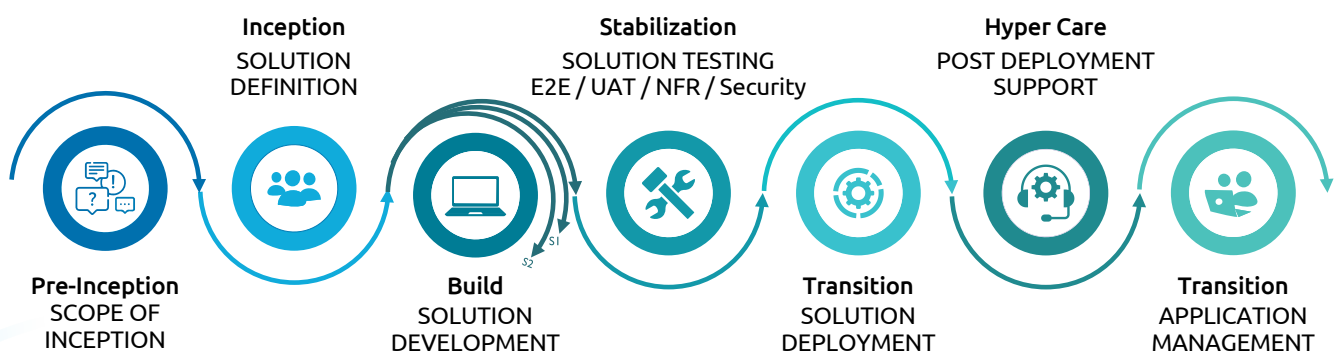 Inception
SOLUTION
DEFINITION
Stabilization
SOLUTION TESTING
E2E / UAT / NFR / Security
Hyper Care
POST DEPLOYMENT
SUPPORT
?
!
S1
S2
Pre-Inception
SCOPE OF
INCEPTION
Build
SOLUTION
DEVELOPMENT
Transition
SOLUTION
DEPLOYMENT
Transition
APPLICATION
MANAGEMENT